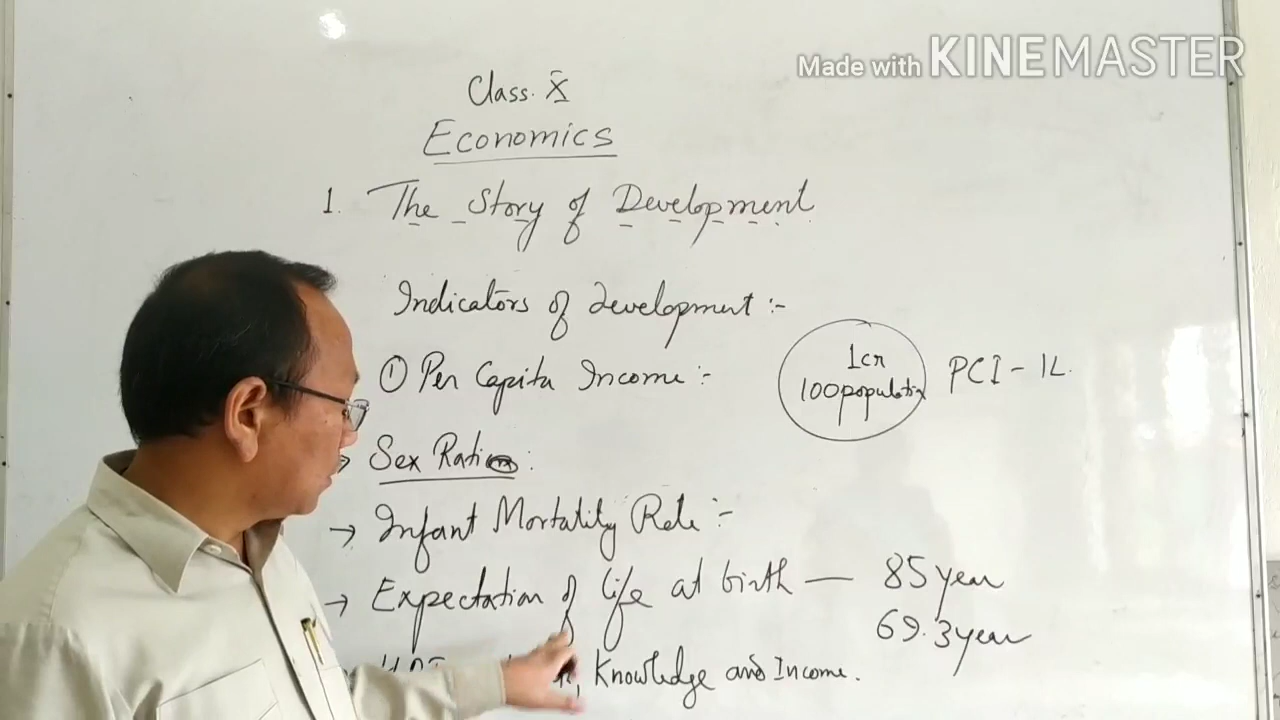 Made with KINEMASTER
Class. X
Economics
1. The Story of Development
Indicators of development :-
① Per Capita Income :-
1cr
100 population
PCI - 1L.
→ Sex Ratio :
→ Infant Mortality Rate :-
→ Expectation of life at birth — 85 year
69.3 year
, Knowledge and Income.